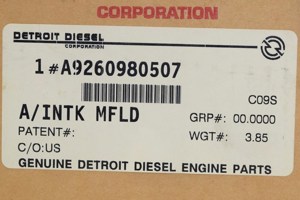 CORPORATION
DETROIT DIESEL
CORPORATION
1 #A9260980507
C09S
A/INTK MFLD
GRP#: 00.0000
PATENT#:
WGT#: 3.85
C/O:US
GENUINE DETROIT DIESEL ENGINE PARTS